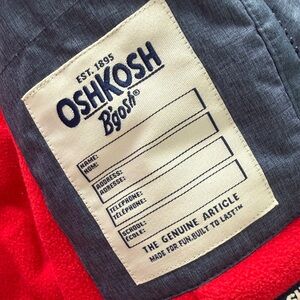 EST. 1895
OSHKOSH
B'gosh®
NAME:
NOM:
ADDRESS:
ADRESSE:
TELEPHONE:
TÉLÉPHONE:
SCHOOL:
ÉCOLE:
THE GENUINE ARTICLE
MADE FOR FUN. BUILT TO LAST™